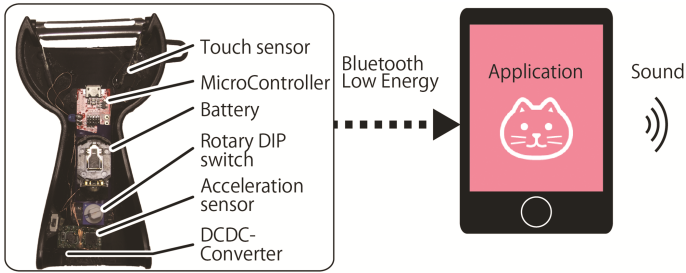 Touch sensor
MicroController
Battery
Rotary DIP
switch
Acceleration
sensor
DCDC-
Converter
Bluetooth
Low Energy
Application
Sound